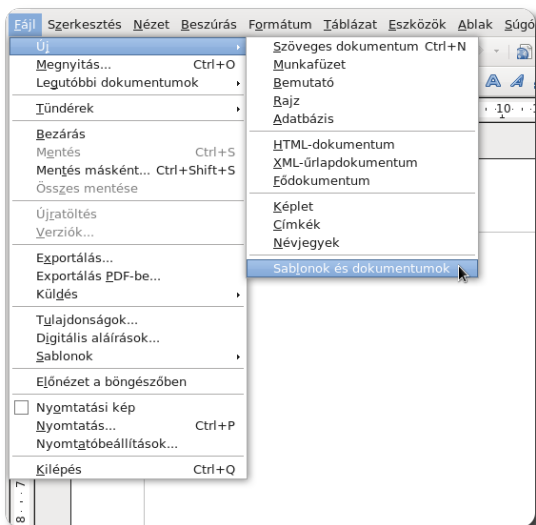 Fájl Szerkesztés Nézet Beszúrás Formátum Táblázat Eszközök Ablak Súgó
Új
Megnyitás... Ctrl+O
Legutóbbi dokumentumok
Tündérek
Bezárás
Mentés Ctrl+S
Mentés másként... Ctrl+Shift+S
Összes mentése
Újratöltés
Verziók...
Exportálás...
Exportálás PDF-be...
Küldés
Tulajdonságok...
Digitális aláírások...
Sablonok
Előnézet a böngészőben
Nyomtatási kép
Nyomtatás... Ctrl+P
Nyomtatóbeállítások...
Kilépés Ctrl+Q
Szöveges dokumentum Ctrl+N
Munkafüzet
Bemutató
Rajz
Adatbázis
HTML-dokumentum
XML-űrlapdokumentum
Fődokumentum
Képlet
Címkék
Névjegyek
Sablonok és dokumentumok
A A
10
7
8